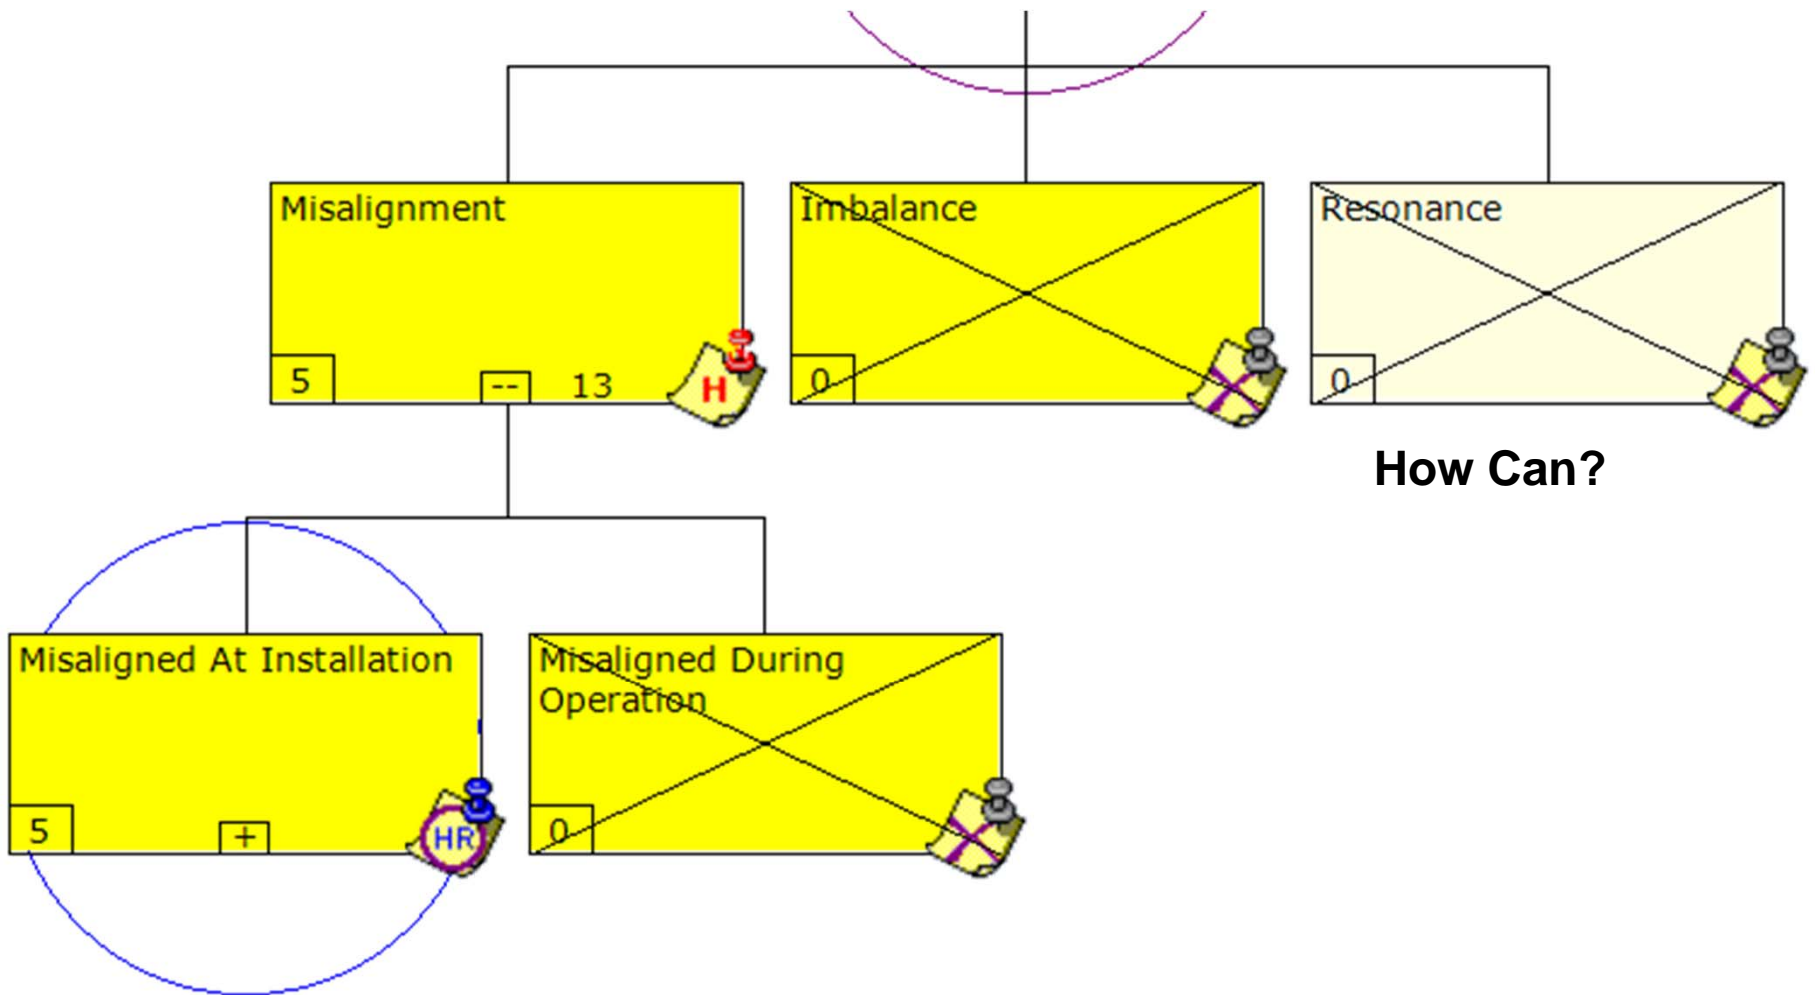 Misalignment
5
--
13
H
Imbalance
0
Resonance
0
How Can?
Misaligned At Installation
5
+
HR
Misaligned During
Operation
0